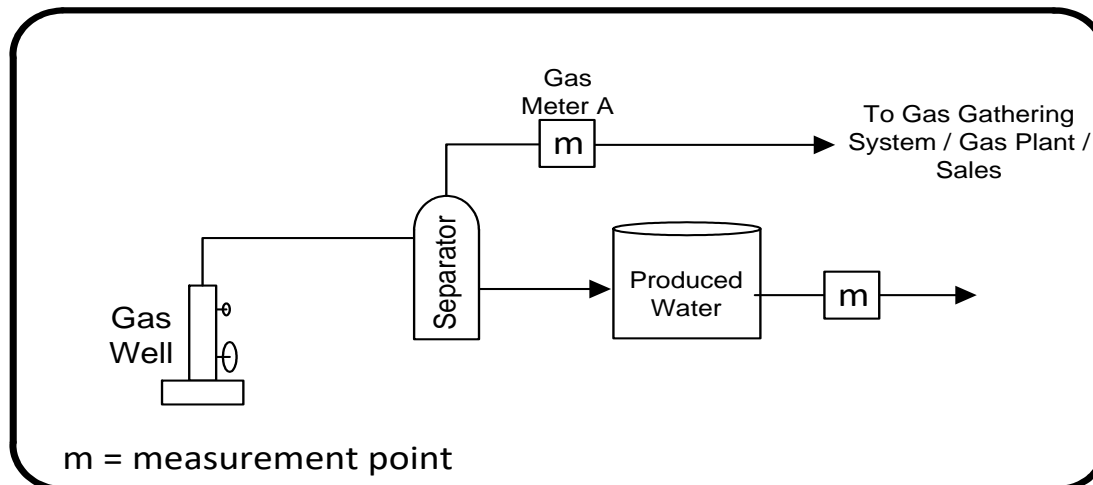 Gas
Meter A
m
To Gas Gathering
System / Gas Plant /
Sales
Separator
Produced
Water
m
Gas
Well
m = measurement point